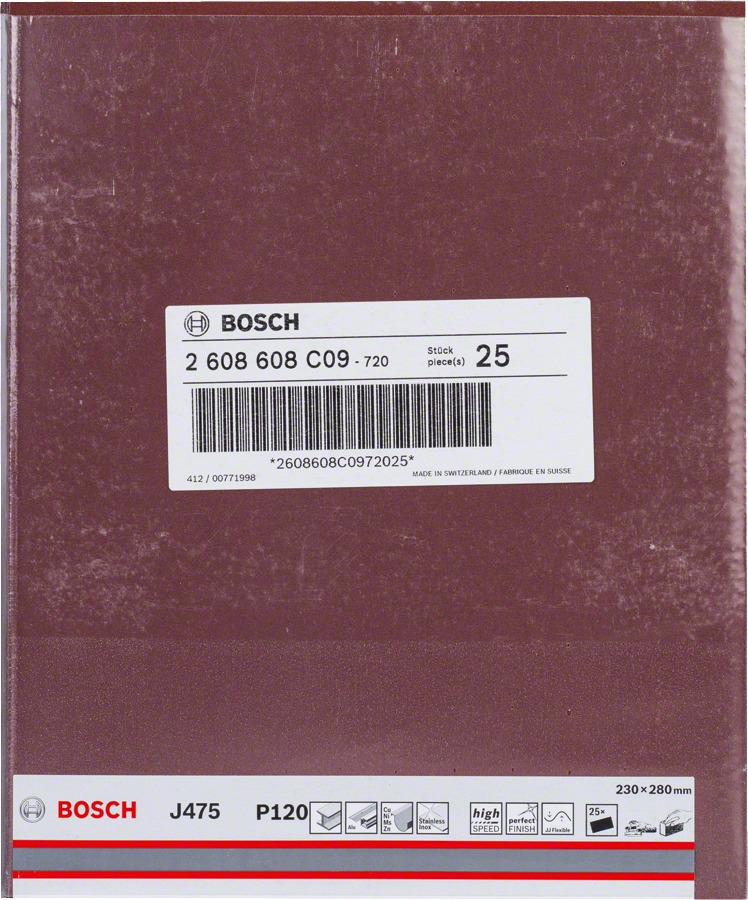 BOSCH
2 608 608 C09 - 720 Stück piece(s) 25
*2608608C0972025*
412 / 00771998 MADE IN SWITZERLAND / FABRIQUE EN SUISSE
230 × 280 mm
BOSCH J475 P120
Alu
Cu
Ni
Ms
Zn
Stainless
Inox
high
SPEED
perfect
FINISH
JJ Flexible
25×